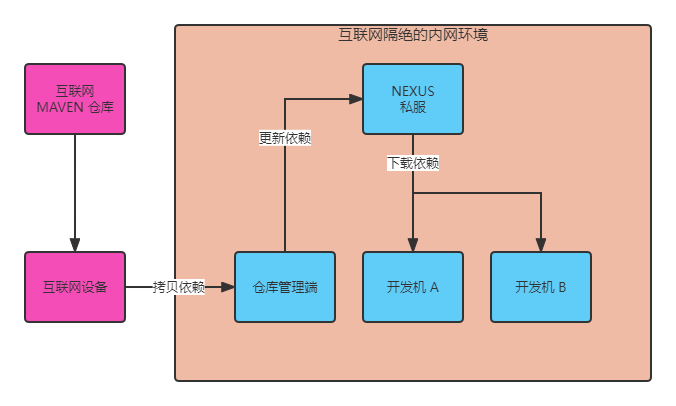 互联网隔绝的内网环境
互联网
MAVEN 仓库
NEXUS
私服
更新依赖
下载依赖
互联网设备
拷贝依赖
仓库管理端
开发机 A
开发机 B